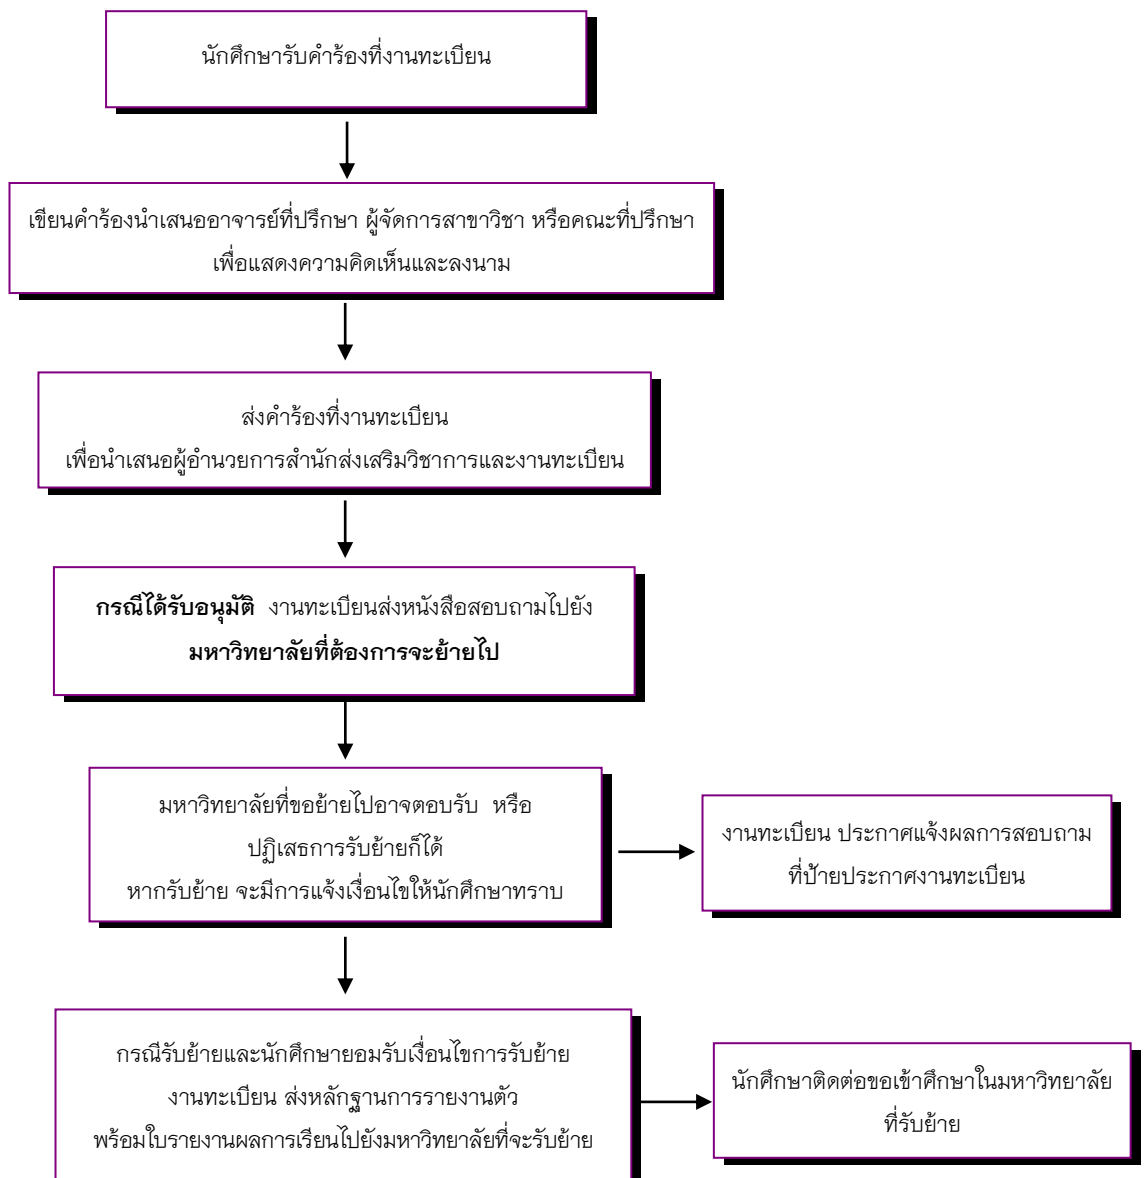 นักศึกษารับคำร้องที่งานทะเบียน
เขียนคำร้องนำเสนออาจารย์ที่ปรึกษา ผู้จัดการสาขาวิชา หรือคณะที่ปรึกษา
เพื่อแสดงความคิดเห็นและลงนาม
ส่งคำร้องที่งานทะเบียน
เพื่อนำเสนอผู้อำนวยการสำนักส่งเสริมวิชาการและงานทะเบียน
กรณีได้รับอนุมัติ งานทะเบียนส่งหนังสือสอบถามไปยัง
มหาวิทยาลัยที่ต้องการจะย้ายไป
มหาวิทยาลัยที่ขอย้ายไปอาจตอบรับ หรือ
ปฏิเสธการรับย้ายก็ได้
หากรับย้าย จะมีการแจ้งเงื่อนไขให้นักศึกษาทราบ
งานทะเบียน ประกาศแจ้งผลการสอบถาม
ที่ป้ายประกาศงานทะเบียน
กรณีรับย้ายและนักศึกษายอมรับเงื่อนไขการรับย้าย
งานทะเบียน ส่งหลักฐานการรายงานตัว
พร้อมใบรายงานผลการเรียนไปยังมหาวิทยาลัยที่จะรับย้าย
นักศึกษาติดต่อขอเข้าศึกษาในมหาวิทยาลัย
ที่รับย้าย